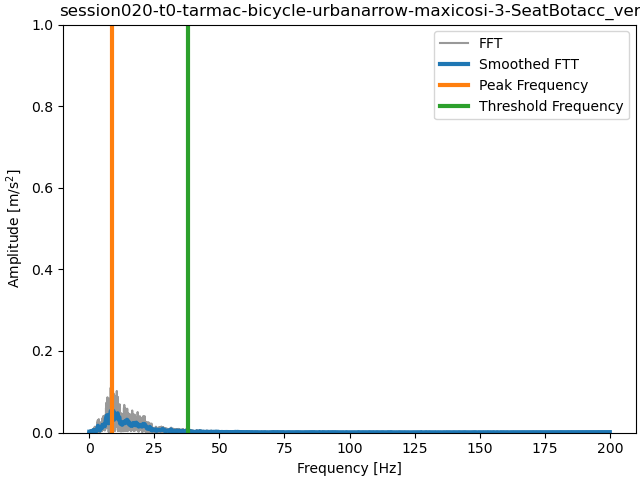 session020-t0-tarmac-bicycle-urbanarrow-maxicosi-3-SeatBotacc_ver
FFT
Smoothed FTT
Peak Frequency
Threshold Frequency
Amplitude [m/s²]
1.0
0.8
0.6
0.4
0.2
0.0
0 25 50 75 100 125 150 175 200
Frequency [Hz]